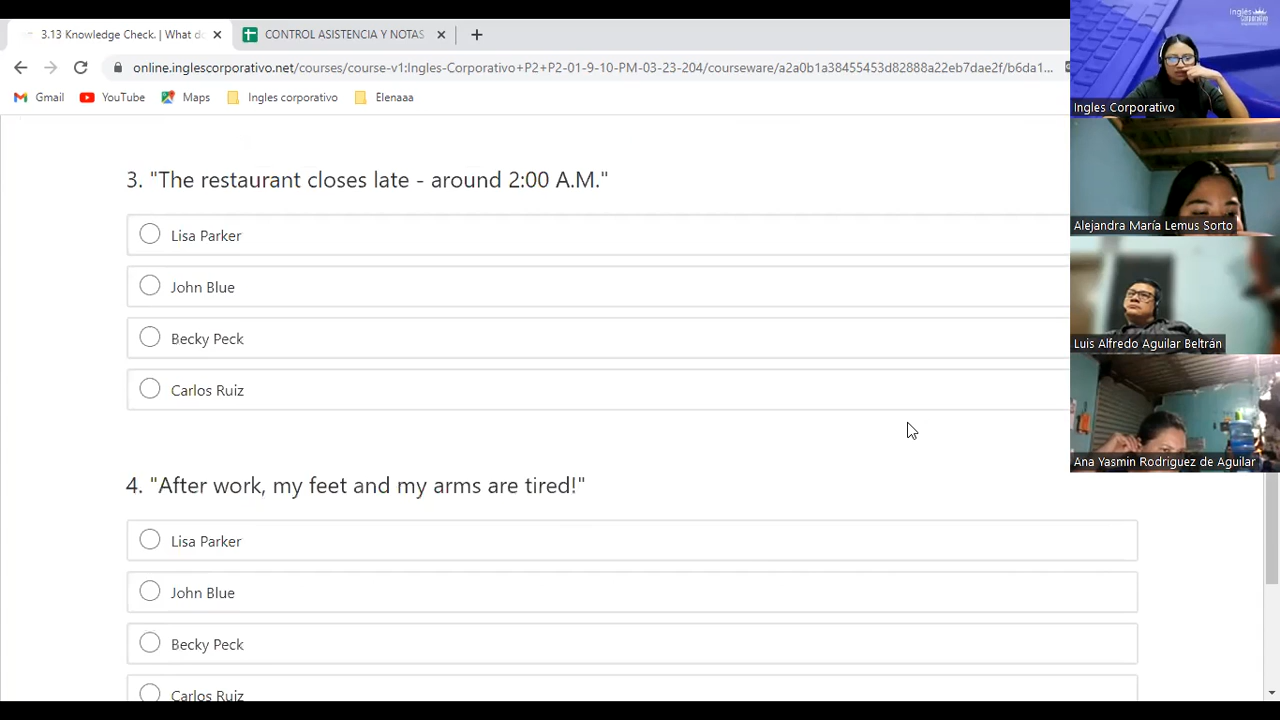 3.13 Knowledge Check. | What do
CONTROL ASISTENCIA Y NOTAS
online.inglescorporativo.net/courses/course-v1:Ingles-Corporativo+P2+P2-01-9-10-PM-03-23-204/courseware/a2a0b1a38455453d82828a22eb7dae2f/b6da1...
Gmail
YouTube
Maps
Ingles corporativo
Elenaaa
3. "The restaurant closes late - around 2:00 A.M."
Lisa Parker
John Blue
Becky Peck
Carlos Ruiz
4. "After work, my feet and my arms are tired!"
Lisa Parker
John Blue
Becky Peck
Carlos Ruiz
Inglés
Corporativo
Ingles Corporativo
Alejandra María Lemus Sorto
Luis Alfredo Aguilar Beltrán
Ana Yasmin Rodriguez de Aguilar